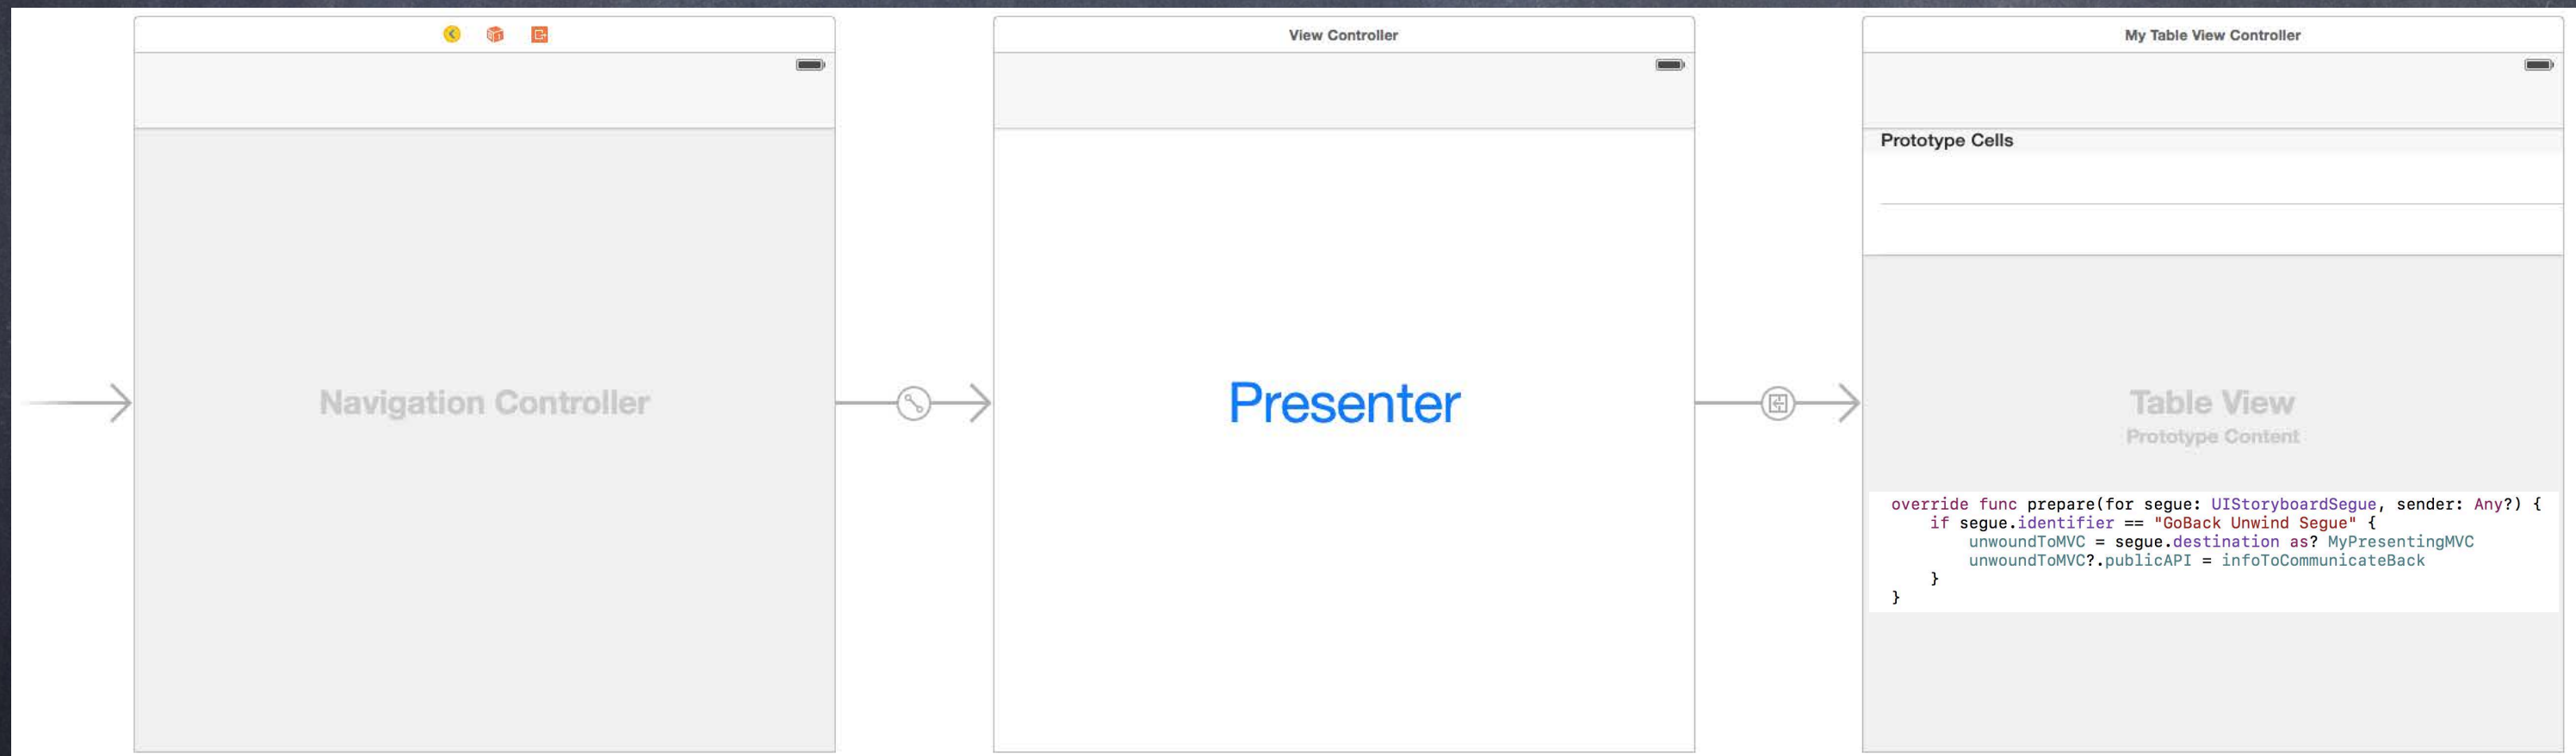 View Controller
My Table View Controller
Prototype Cells
Navigation Controller
Presenter
Table View
Prototype Content
override func prepare(for segue: UIStoryboardSegue, sender: Any?) {
    if segue.identifier == "GoBack Unwind Segue" {
        unwoundToMVC = segue.destination as? MyPresentingMVC
        unwoundToMVC?.publicAPI = infoToCommunicateBack
    }
}